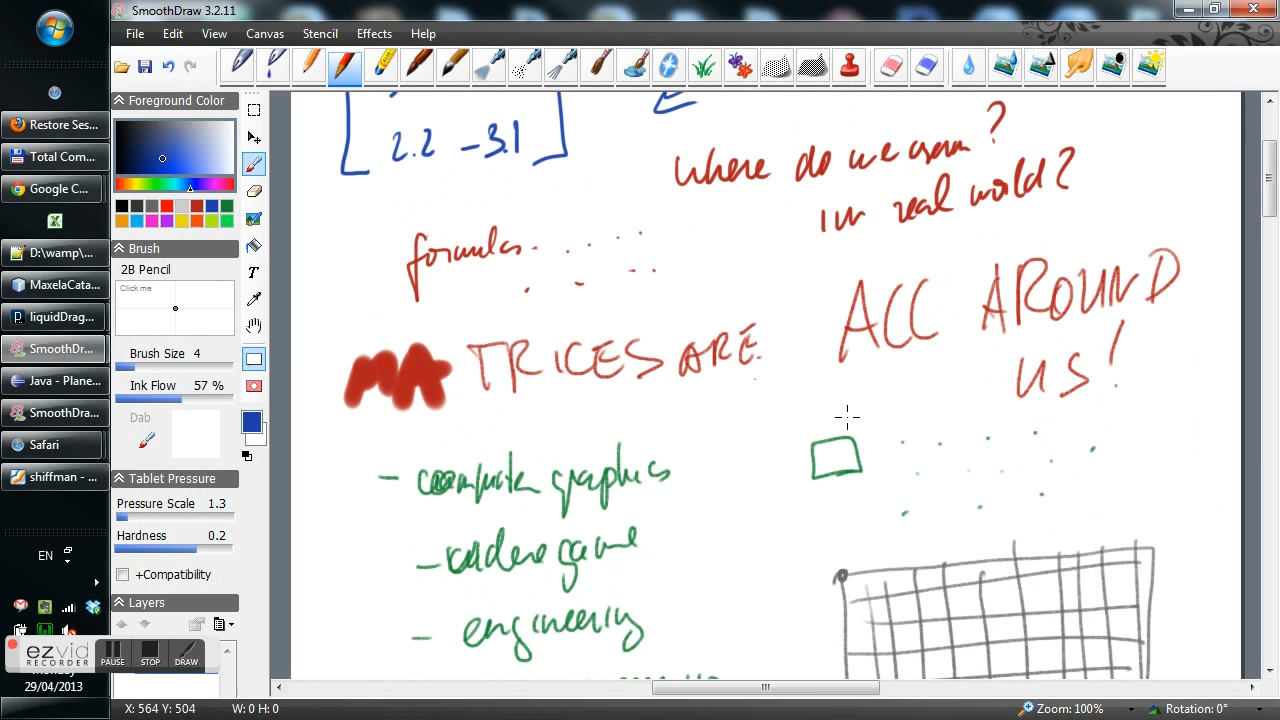 SmoothDraw 3.2.11
File Edit View Canvas Stencil Effects Help
Foreground Color
Restore Ses...
Total Com...
Google C...
D:\wamp\...
MaxelaCata...
liquidDrag...
SmoothDr...
Java - Plane...
SmoothDr...
Safari
shiffman - ...
EN
29/04/2013
Brush
2B Pencil
Click me
Brush Size 4
Ink Flow 57 %
Dab
Tablet Pressure
Pressure Scale 1.3
Hardness 0.2
+Compatibility
Layers
ezvid
RECORDER
PAUSE STOP DRAW
2.2 -3.1
where do we ?
in real world?
formulas
MATRICES ARE
ALL AROUND
US!
- computer graphics
- video game
- engineering
X: 564 Y: 504 W: 0 H: 0 Zoom: 100% Rotation: 0°